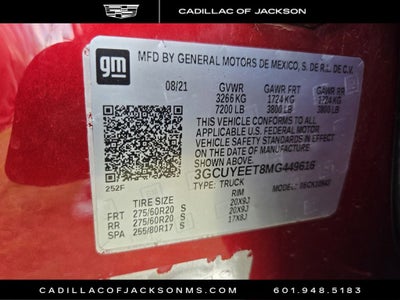 CADILLAC OF JACKSON
gm
MFD BY GENERAL MOTORS DE MEXICO, S. DE R.L. DE C.V.
08/21 GVWR GAWR FRT GAWR RR
3266 KG 1724 KG 1724 KG
7200 LB 3800 LB 3800 LB
THIS VEHICLE CONFORMS TO ALL
APPLICABLE U.S. FEDERAL MOTOR
VEHICLE SAFETY STANDARDS IN
EFFECT ON THE DATE OF
MANUFACTURE SHOWN ABOVE.
3GCUYEET8MG449616
TYPE: TRUCK MODEL:
252F
TIRE SIZE RIM
FRT 275/60R20 S 20X9J
RR 275/60R20 S 20X9J
SPA 255/80R17 S 17X8J
CADILLACOFJACKSONMS.COM 601.948.5183